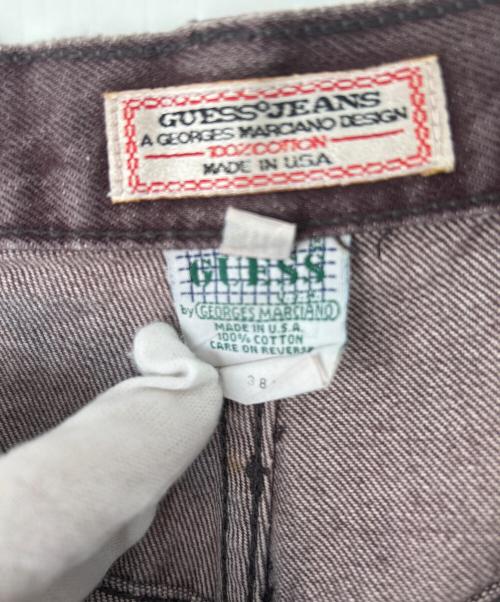 GUESS° JEANS
A GEORGES MARCIANO DESIGN
100% COTTON
MADE IN U.S.A
GUESS
U.S.A.
by GEORGES MARCIANO
MADE IN U.S.A.
100% COTTON
CARE ON REVERSE
38